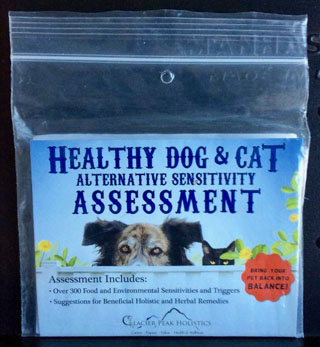 HEALTHY DOG & CAT
ALTERNATIVE SENSITIVITY
ASSESSMENT
BRING YOUR
PET BACK INTO
BALANCE!
Assessment Includes:
• Over 300 Food and Environmental Sensitivities and Triggers
• Suggestions for Beneficial Holistic and Herbal Remedies
GLACIER PEAK HOLISTICS